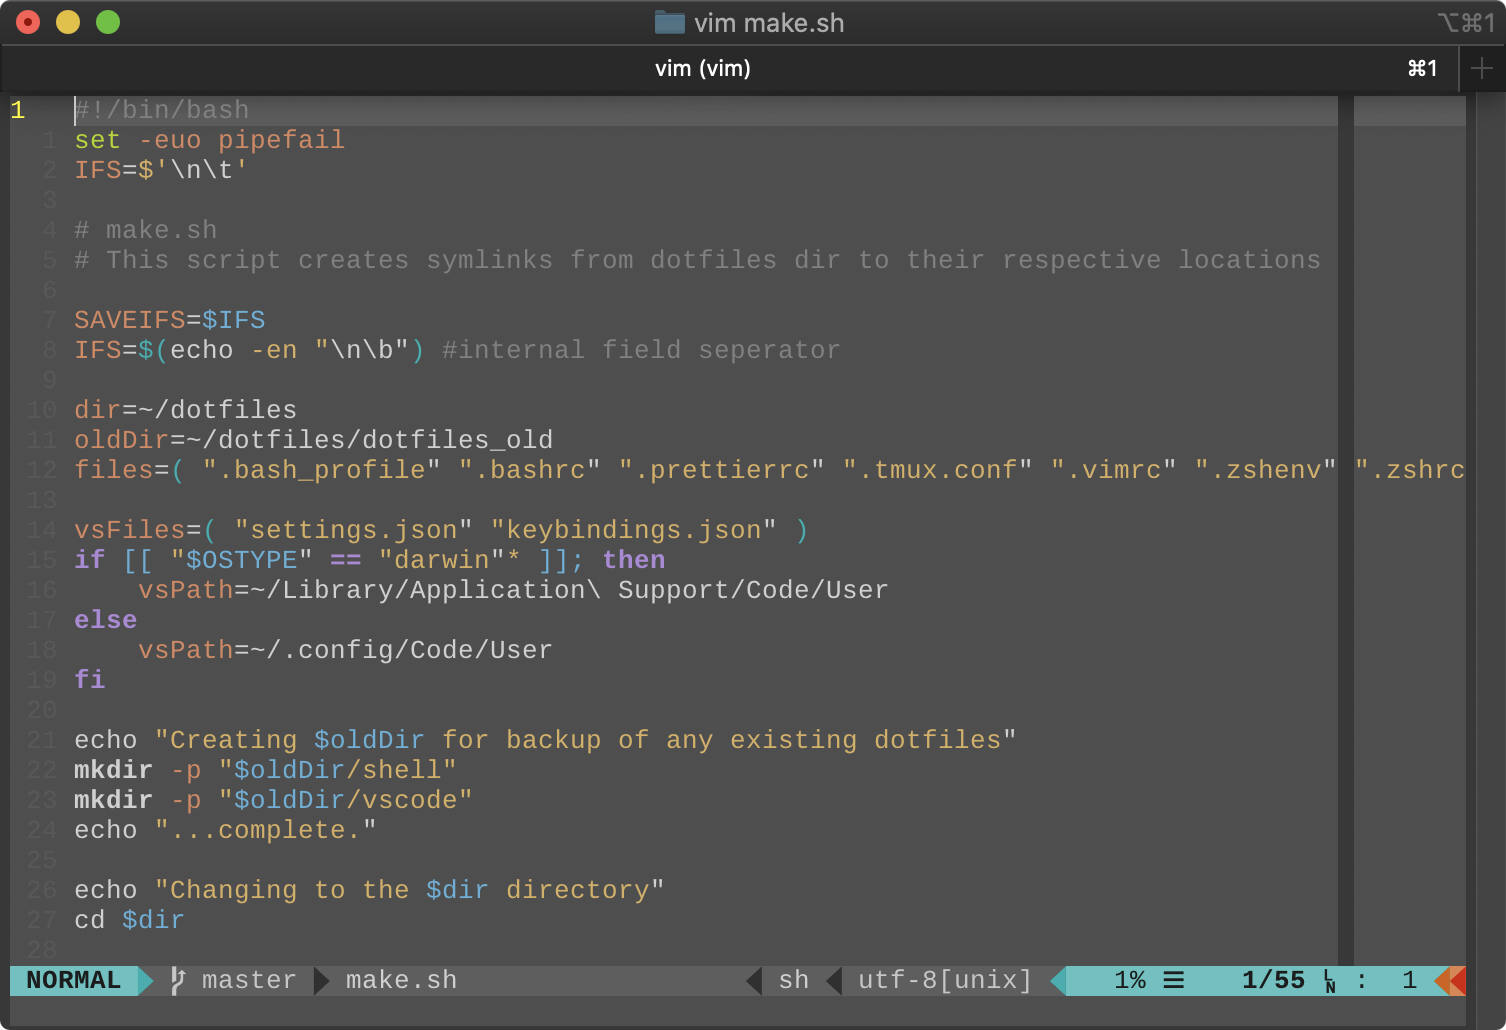 vim make.sh
⌥⌘1
vim (vim)
⌘1
1 #!/bin/bash
1 set -euo pipefail
2 IFS=$'\n\t'
3
4 # make.sh
5 # This script creates symlinks from dotfiles dir to their respective locations
6
7 SAVEIFS=$IFS
8 IFS=$(echo -en "\n\b") #internal field seperator
9
10 dir=~/dotfiles
11 oldDir=~/dotfiles/dotfiles_old
12 files=( ".bash_profile" ".bashrc" ".prettierrc" ".tmux.conf" ".vimrc" ".zshenv" ".zshrc
13
14 vsFiles=( "settings.json" "keybindings.json" )
15 if [[ "$OSTYPE" == "darwin"* ]]; then
16     vsPath=~/Library/Application\ Support/Code/User
17 else
18     vsPath=~/.config/Code/User
19 fi
20
21 echo "Creating $oldDir for backup of any existing dotfiles"
22 mkdir -p "$oldDir/shell"
23 mkdir -p "$oldDir/vscode"
24 echo "...complete."
25
26 echo "Changing to the $dir directory"
27 cd $dir
28
NORMAL master make.sh sh utf-8[unix] 1% ☰ 1/55 LN : 1